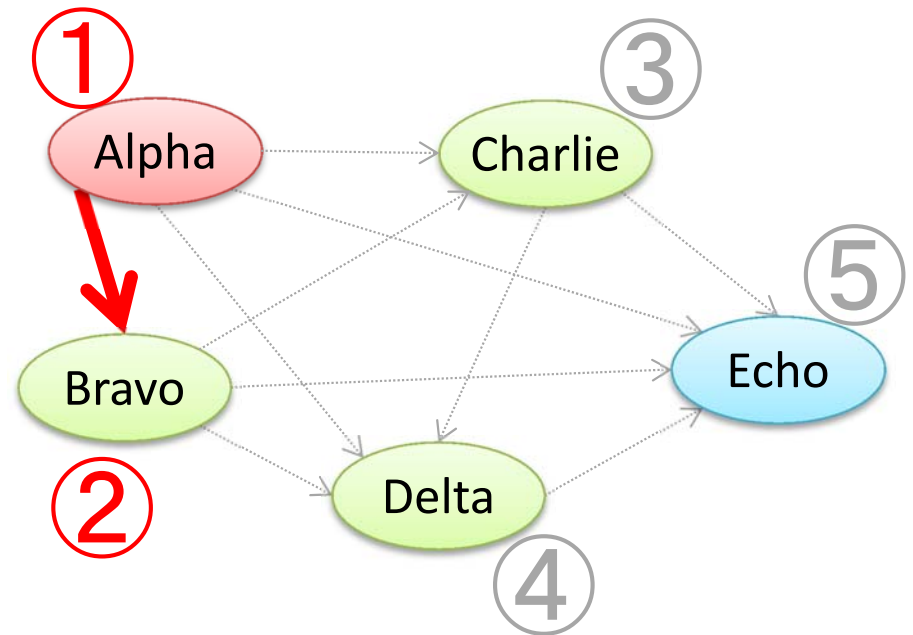 ①
Alpha
③
Charlie
⑤
Echo
Bravo
②
Delta
④